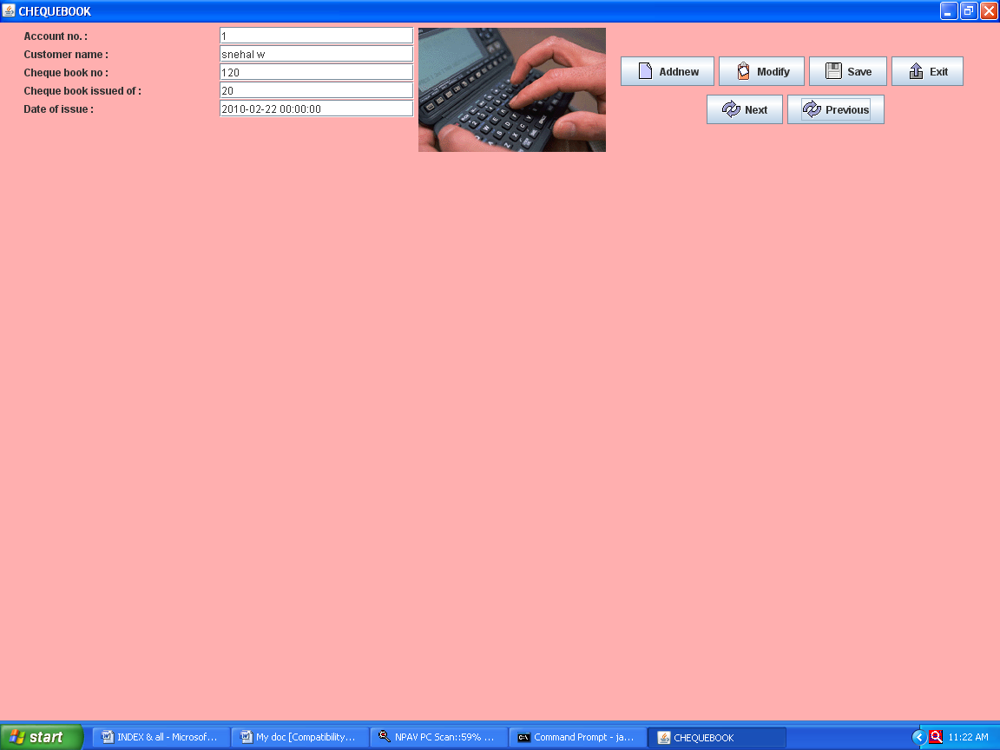 CHEQUEBOOK
Account no. : 1
Customer name : snehal w
Cheque book no : 120
Cheque book issued of : 20
Date of issue : 2010-02-22 00:00:00
Addnew Modify Save Exit
Next Previous
start INDEX & all - Microsof... My doc [Compatibility... NPAV PC Scan::59% ... Command Prompt - ja... CHEQUEBOOK 11:22 AM